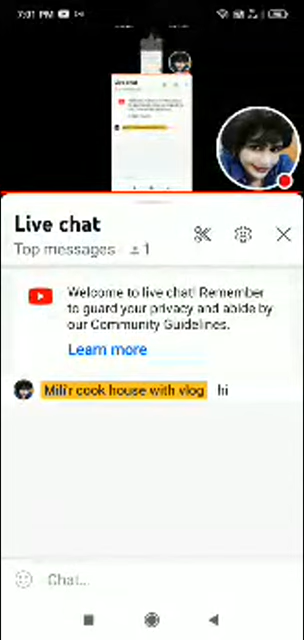 7:01 PM
Live chat
Top messages · 1
Welcome to live chat! Remember
to guard your privacy and abide by
our Community Guidelines.
Learn more
Mili'r cook house with vlog hi
Chat...